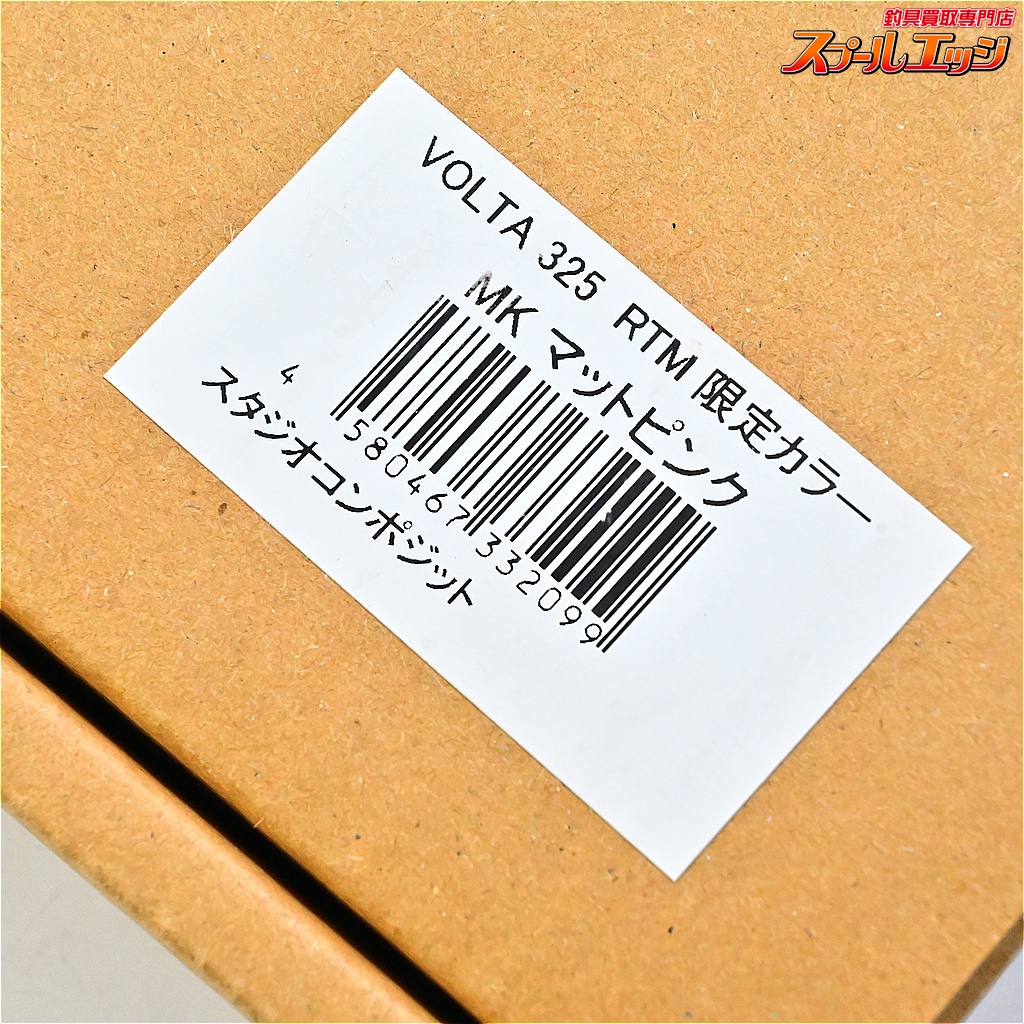 釣具買取専門店
スプールエッジ
VOLTA 325 RTM 限定カラー
MK マットピンク
4 580467 332099
スタジオコンポジット